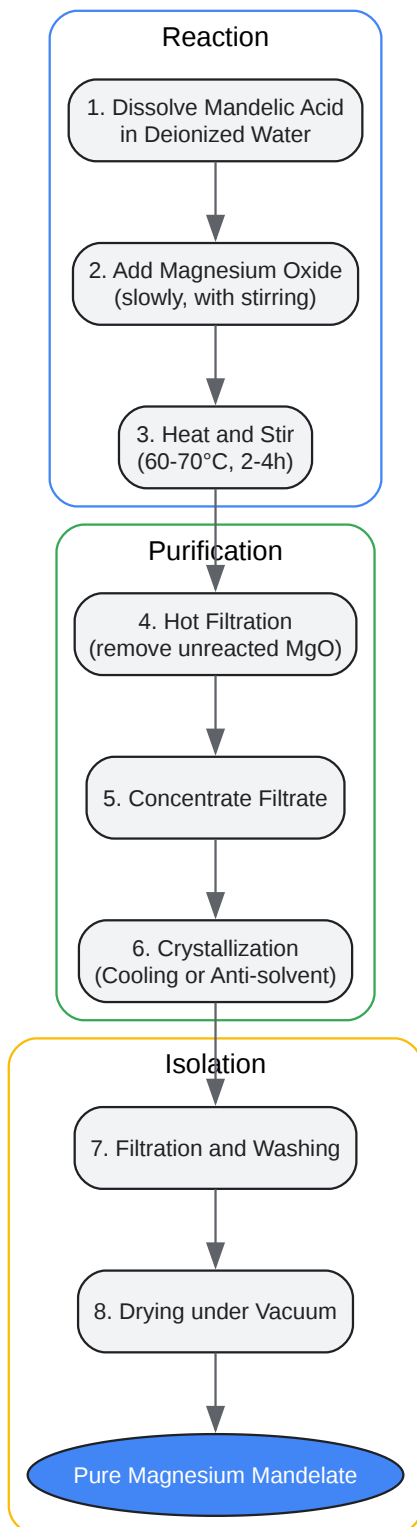 Reaction
1. Dissolve Mandelic Acid
in Deionized Water
2. Add Magnesium Oxide
(slowly, with stirring)
3. Heat and Stir
(60-70°C, 2-4h)
Purification
4. Hot Filtration
(remove unreacted MgO)
5. Concentrate Filtrate
6. Crystallization
(Cooling or Anti-solvent)
Isolation
7. Filtration and Washing
8. Drying under Vacuum
Pure Magnesium Mandelate